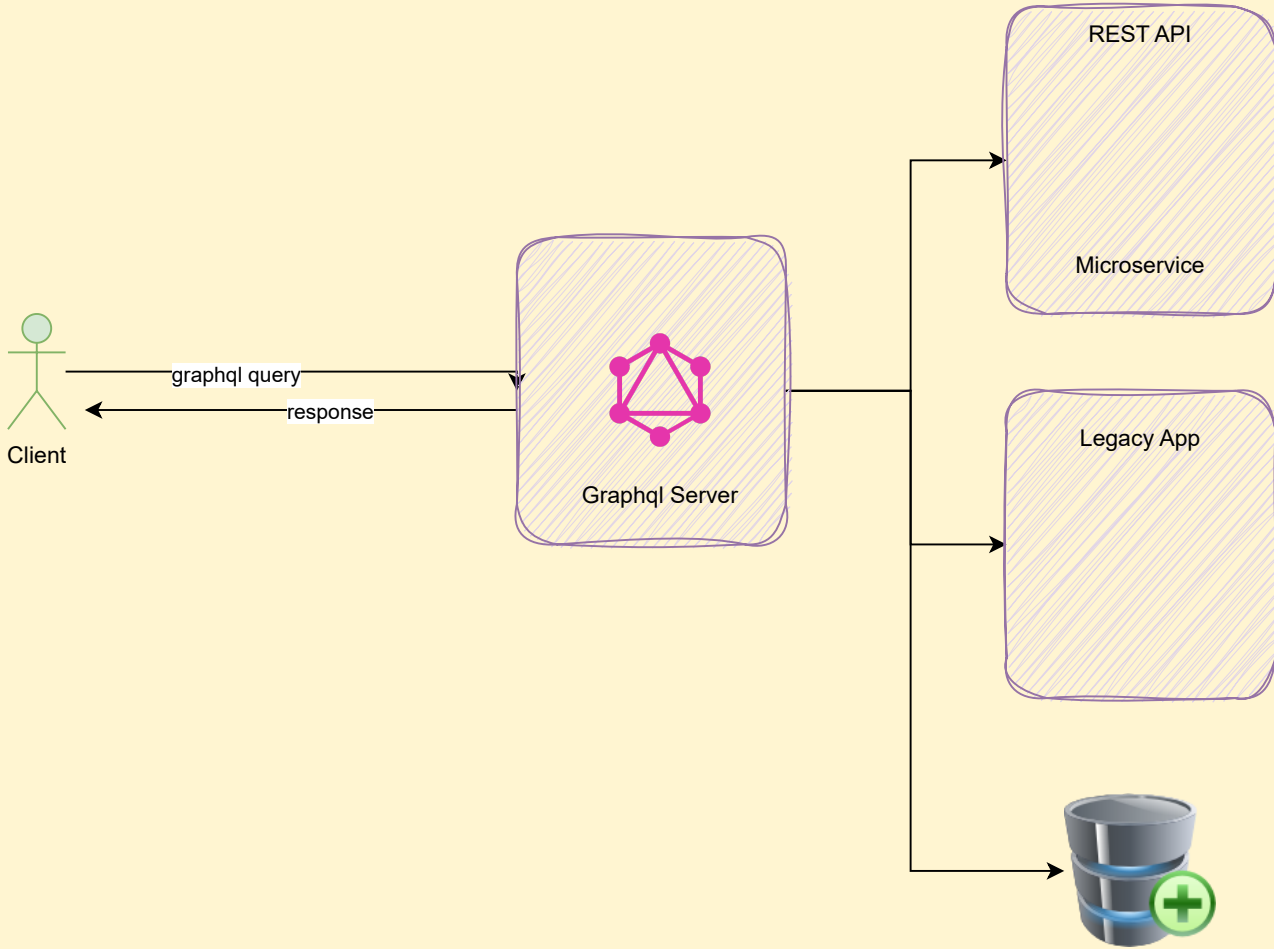 REST API
Microservice
graphql query
response
Client
Graphql Server
Legacy App